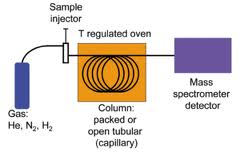 Sample
injector
T regulated oven
Gas:
He, N₂, H₂
Column:
packed or
open tubular
(capillary)
Mass
spectrometer
detector